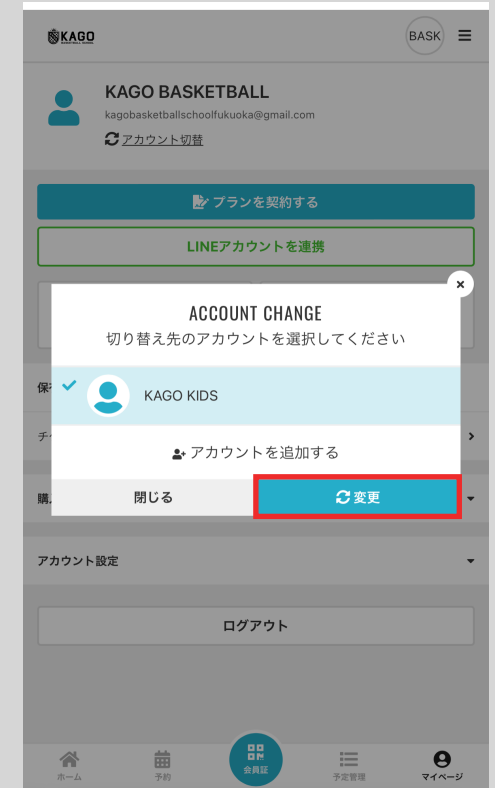 KAGO
BASK
KAGO BASKETBALL
kagobasketballschoolfukuoka@gmail.com
アカウント切替
プランを契約する
LINEアカウントを連携
ACCOUNT CHANGE
切り替え先のアカウントを選択してください
KAGO KIDS
アカウントを追加する
閉じる
変更
アカウント設定
ログアウト
ホーム
予約
会員証
予定管理
マイページ